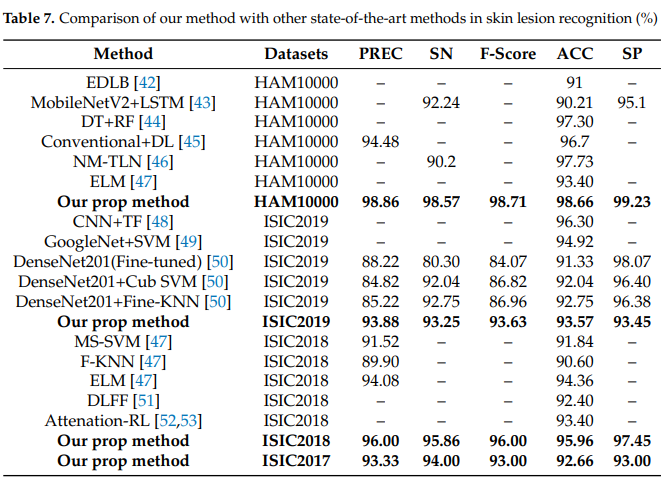 Table 7. Comparison of our method with other state-of-the-art methods in skin lesion recognition (%)
Method Datasets PREC SN F-Score ACC SP
EDLB [42] HAM10000 – – – 91 –
MobileNetV2+LSTM [43] HAM10000 – 92.24 – 90.21 95.1
DT+RF [44] HAM10000 – – – 97.30 –
Conventional+DL [45] HAM10000 94.48 – – 96.7 –
NM-TLN [46] HAM10000 – 90.2 – 97.73
ELM [47] HAM10000 – – – 93.40 –
Our prop method HAM10000 98.86 98.57 98.71 98.66 99.23
CNN+TF [48] ISIC2019 – – – 96.30 –
GoogleNet+SVM [49] ISIC2019 – – – 94.92 –
DenseNet201(Fine-tuned) [50] ISIC2019 88.22 80.30 84.07 91.33 98.07
DenseNet201+Cub SVM [50] ISIC2019 84.82 92.04 86.82 92.04 96.40
DenseNet201+Fine-KNN [50] ISIC2019 85.22 92.75 86.96 92.75 96.38
Our prop method ISIC2019 93.88 93.25 93.63 93.57 93.45
MS-SVM [47] ISIC2018 91.52 – – 91.84 –
F-KNN [47] ISIC2018 89.90 – – 90.60 –
ELM [47] ISIC2018 94.08 – – 94.36 –
DLFF [51] ISIC2018 – – – 92.40 –
Attenation-RL [52,53] ISIC2018 – – – 93.40 –
Our prop method ISIC2018 96.00 95.86 96.00 95.96 97.45
Our prop method ISIC2017 93.33 94.00 93.00 92.66 93.00